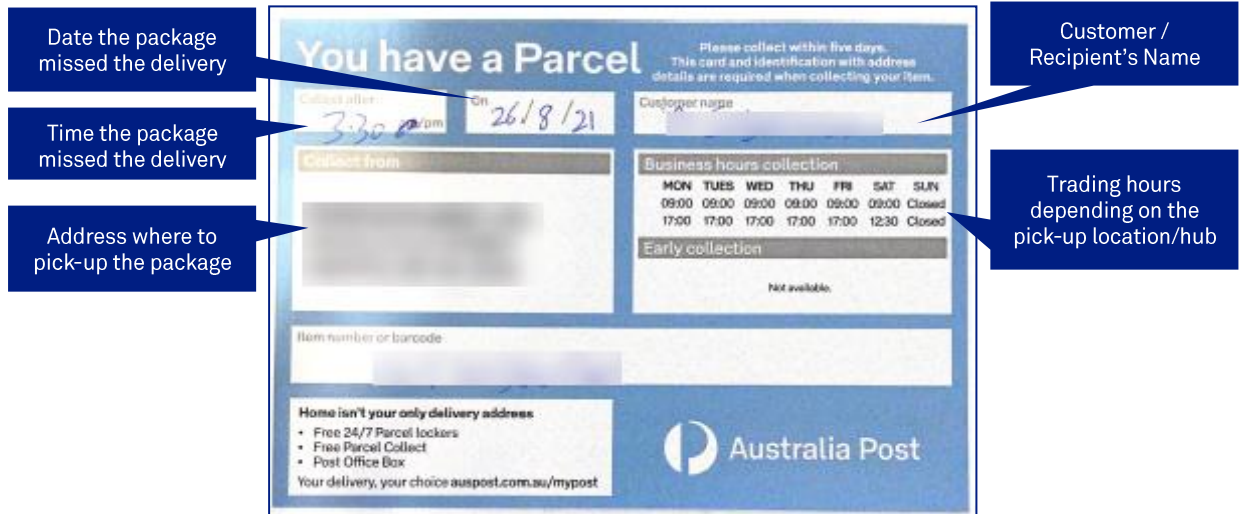 Date the package
missed the delivery
Time the package
missed the delivery
Address where to
pick-up the package
You have a Parcel
Please collect within five days.
This card and identification with address
details are required when collecting your item.
Collect after
3:30 /pm
On
26/8/21
Customer name
Collect from
Business hours collection
MON TUES WED THU FRI SAT SUN
09:00 09:00 09:00 09:00 09:00 09:00 Closed
17:00 17:00 17:00 17:00 17:00 12:30 Closed
Early collection
Not available.
Item number or barcode
Home isn't your only delivery address
• Free 24/7 Parcel lockers
• Free Parcel Collect
• Post Office Box
Your delivery, your choice auspost.com.au/mypost
Australia Post
Customer /
Recipient's Name
Trading hours
depending on the
pick-up location/hub